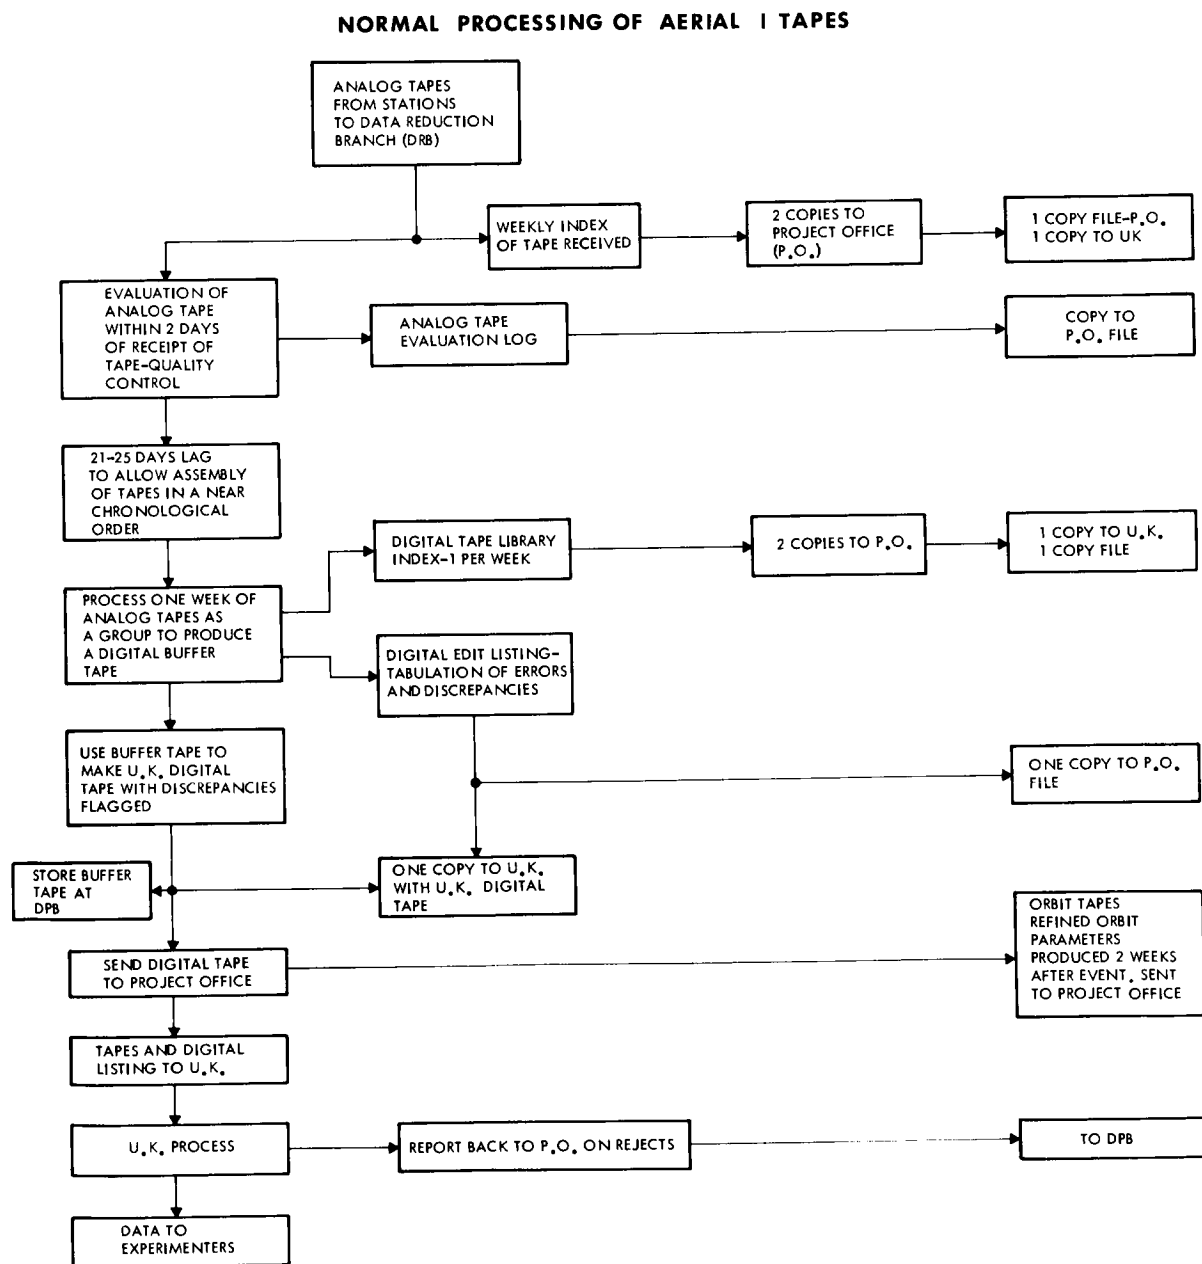 NORMAL PROCESSING OF AERIAL I TAPES
ANALOG TAPES
FROM STATIONS
TO DATA REDUCTION
BRANCH (DRB)
WEEKLY INDEX
OF TAPE RECEIVED
2 COPIES TO
PROJECT OFFICE
(P.O.)
1 COPY FILE-P.O.
1 COPY TO UK
EVALUATION OF
ANALOG TAPE
WITHIN 2 DAYS
OF RECEIPT OF
TAPE-QUALITY
CONTROL
ANALOG TAPE
EVALUATION LOG
COPY TO
P.O. FILE
21-25 DAYS LAG
TO ALLOW ASSEMBLY
OF TAPES IN A NEAR
CHRONOLOGICAL
ORDER
DIGITAL TAPE LIBRARY
INDEX-1 PER WEEK
2 COPIES TO P.O.
1 COPY TO U.K.
1 COPY FILE
PROCESS ONE WEEK OF
ANALOG TAPES AS
A GROUP TO PRODUCE
A DIGITAL BUFFER
TAPE
DIGITAL EDIT LISTING-
TABULATION OF ERRORS
AND DISCREPANCIES
USE BUFFER TAPE TO
MAKE U.K. DIGITAL
TAPE WITH DISCREPANCIES
FLAGGED
ONE COPY TO P.O.
FILE
STORE BUFFER
TAPE AT
DPB
ONE COPY TO U.K.
WITH U.K. DIGITAL
TAPE
ORBIT TAPES
REFINED ORBIT
PARAMETERS
PRODUCED 2 WEEKS
AFTER EVENT. SENT
TO PROJECT OFFICE
SEND DIGITAL TAPE
TO PROJECT OFFICE
TAPES AND DIGITAL
LISTING TO U.K.
U.K. PROCESS
REPORT BACK TO P.O. ON REJECTS
TO DPB
DATA TO
EXPERIMENTERS